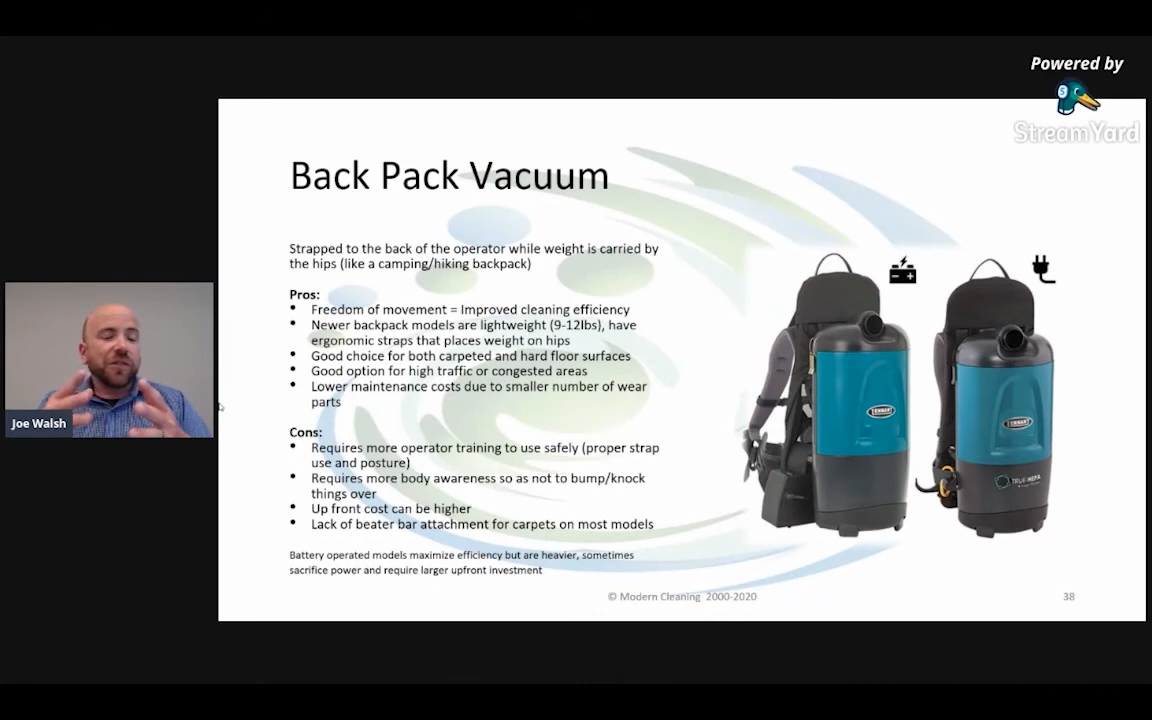 Powered by
StreamYard
Back Pack Vacuum
Strapped to the back of the operator while weight is carried by
the hips (like a camping/hiking backpack)
Pros:
• Freedom of movement = Improved cleaning efficiency
• Newer backpack models are lightweight (9-12lbs), have
ergonomic straps that places weight on hips
• Good choice for both carpeted and hard floor surfaces
• Good option for high traffic or congested areas
• Lower maintenance costs due to smaller number of wear
parts
Cons:
• Requires more operator training to use safely (proper strap
use and posture)
• Requires more body awareness so as not to bump/knock
things over
• Up front cost can be higher
• Lack of beater bar attachment for carpets on most models
Battery operated models maximize efficiency but are heavier, sometimes
sacrifice power and require larger upfront investment
TENNANT
TENNANT
TRUE-HEPA
Joe Walsh
© Modern Cleaning 2000-2020
38